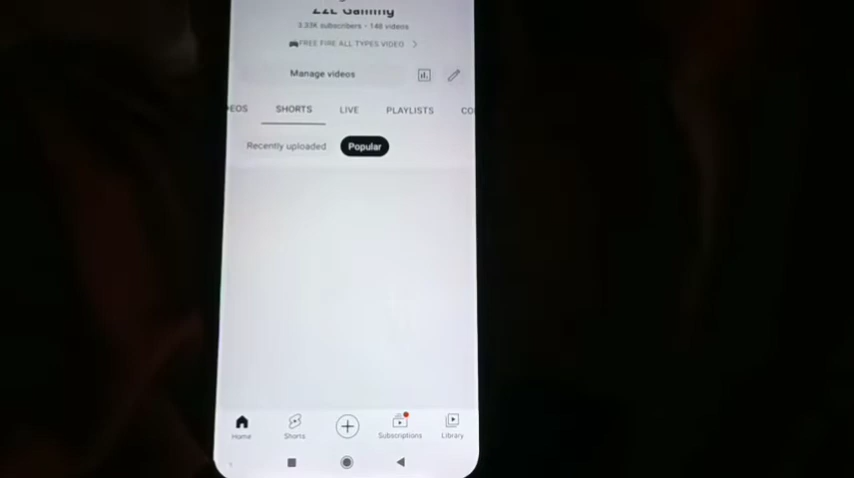 Gaming
3.33K subscribers • 148 videos
FREE FIRE ALL TYPES VIDEO >
Manage videos
EOS SHORTS LIVE PLAYLISTS CO
Recently uploaded Popular
Home Shorts Subscriptions Library